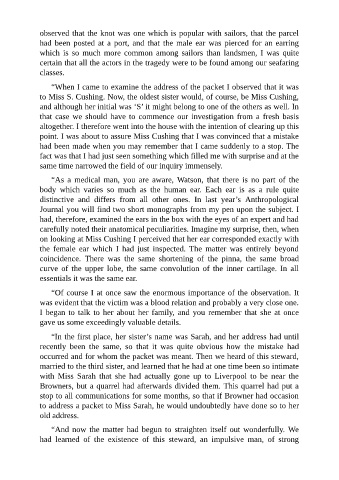 observed that the knot was one which is popular with sailors, that the parcel
had been posted at a port, and that the male ear was pierced for an earring
which is so much more common among sailors than landsmen, I was quite
certain that all the actors in the tragedy were to be found among our seafaring
classes.
“When I came to examine the address of the packet I observed that it was
to Miss S. Cushing. Now, the oldest sister would, of course, be Miss Cushing,
and although her initial was ‘S’ it might belong to one of the others as well. In
that case we should have to commence our investigation from a fresh basis
altogether. I therefore went into the house with the intention of clearing up this
point. I was about to assure Miss Cushing that I was convinced that a mistake
had been made when you may remember that I came suddenly to a stop. The
fact was that I had just seen something which filled me with surprise and at the
same time narrowed the field of our inquiry immensely.
“As a medical man, you are aware, Watson, that there is no part of the
body which varies so much as the human ear. Each ear is as a rule quite
distinctive and differs from all other ones. In last year’s Anthropological
Journal you will find two short monographs from my pen upon the subject. I
had, therefore, examined the ears in the box with the eyes of an expert and had
carefully noted their anatomical peculiarities. Imagine my surprise, then, when
on looking at Miss Cushing I perceived that her ear corresponded exactly with
the female ear which I had just inspected. The matter was entirely beyond
coincidence. There was the same shortening of the pinna, the same broad
curve of the upper lobe, the same convolution of the inner cartilage. In all
essentials it was the same ear.
“Of course I at once saw the enormous importance of the observation. It
was evident that the victim was a blood relation and probably a very close one.
I began to talk to her about her family, and you remember that she at once
gave us some exceedingly valuable details.
“In the first place, her sister’s name was Sarah, and her address had until
recently been the same, so that it was quite obvious how the mistake had
occurred and for whom the packet was meant. Then we heard of this steward,
married to the third sister, and learned that he had at one time been so intimate
with Miss Sarah that she had actually gone up to Liverpool to be near the
Browners, but a quarrel had afterwards divided them. This quarrel had put a
stop to all communications for some months, so that if Browner had occasion
to address a packet to Miss Sarah, he would undoubtedly have done so to her
old address.
“And now the matter had begun to straighten itself out wonderfully. We
had learned of the existence of this steward, an impulsive man, of strong